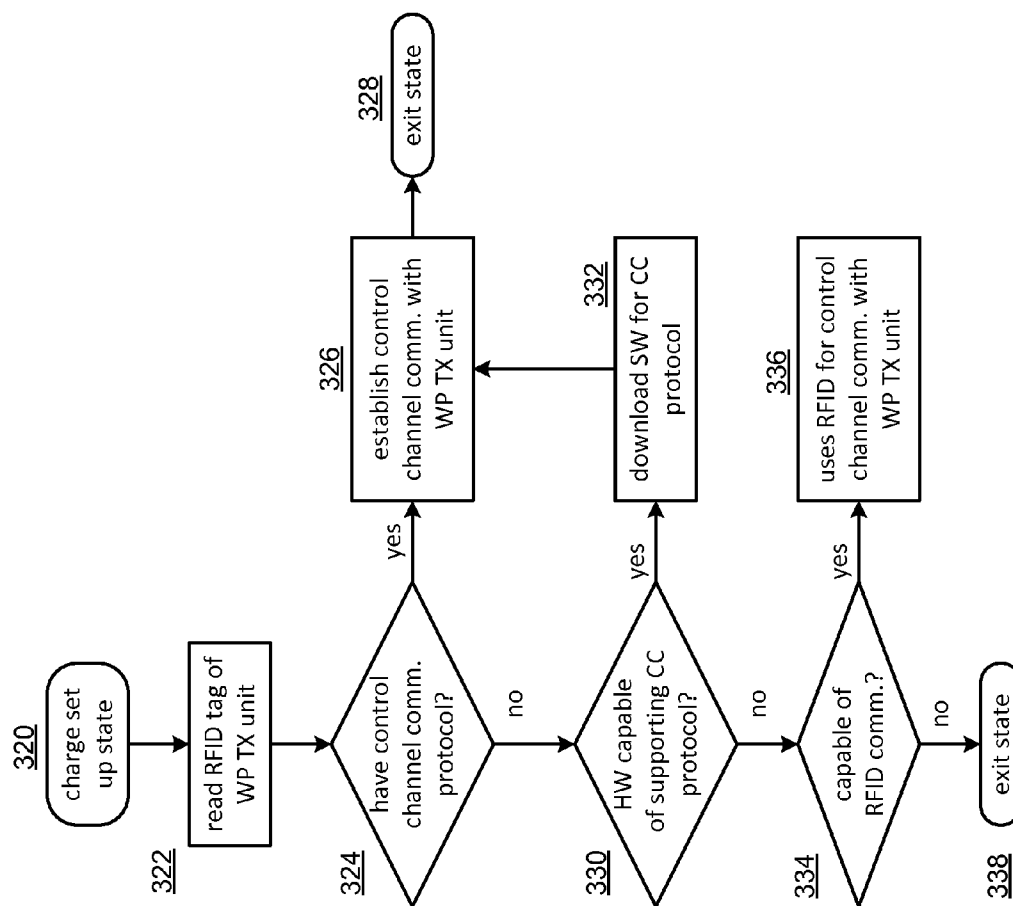 320
charge set
up state
322
read RFID tag of
WP TX unit
324
have control
channel comm.
protocol?
yes
no
326
establish control
channel comm. with
WP TX unit
328
exit state
330
HW capable
of supporting CC
protocol?
yes
no
332
download SW for CC
protocol
334
capable of
RFID comm.?
yes
no
336
uses RFID for control
channel comm. with
WP TX unit
338
exit state